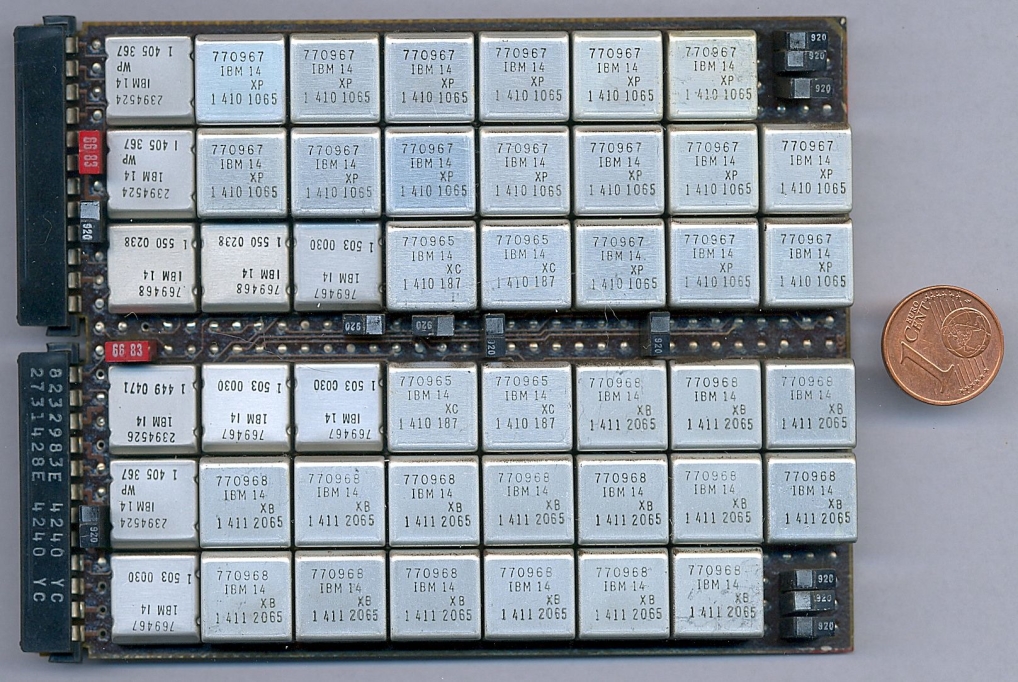 2394524
IBM 14
WP
1 405 367
770967
IBM 14
XP
1 410 1065
770967
IBM 14
XP
1 410 1065
770967
IBM 14
XP
1 410 1065
770967
IBM 14
XP
1 410 1065
770967
IBM 14
XP
1 410 1065
770967
IBM 14
XP
1 410 1065
920
920
920
66 83
2394524
IBM 14
WP
1 405 367
770967
IBM 14
XP
1 410 1065
770967
IBM 14
XP
1 410 1065
770967
IBM 14
XP
1 410 1065
770967
IBM 14
XP
1 410 1065
770967
IBM 14
XP
1 410 1065
770967
IBM 14
XP
1 410 1065
770967
IBM 14
XP
1 410 1065
920
769468
IBM 14
1 550 0238
769468
IBM 14
1 550 0238
769467
IBM 14
1 503 0030
770965
IBM 14
XC
1 410 187
770965
IBM 14
XC
1 410 187
770967
IBM 14
XP
1 410 1065
770967
IBM 14
XP
1 410 1065
770967
IBM 14
XP
1 410 1065
920
920
920
920
66 83
8232983E 4240 YC
2731428E 4240 YC
2394526
IBM 14
1 449 0471
769467
IBM 14
1 503 0030
769467
IBM 14
1 503 0030
770965
IBM 14
XC
1 410 187
770965
IBM 14
XC
1 410 187
770968
IBM 14
XB
1 411 2065
770968
IBM 14
XB
1 411 2065
770968
IBM 14
XB
1 411 2065
2394524
IBM 14
WP
1 405 367
770968
IBM 14
XB
1 411 2065
770968
IBM 14
XB
1 411 2065
770968
IBM 14
XB
1 411 2065
770968
IBM 14
XB
1 411 2065
770968
IBM 14
XB
1 411 2065
770968
IBM 14
XB
1 411 2065
770968
IBM 14
XB
1 411 2065
920
769467
IBM 14
1 503 0030
770968
IBM 14
XB
1 411 2065
770968
IBM 14
XB
1 411 2065
770968
IBM 14
XB
1 411 2065
770968
IBM 14
XB
1 411 2065
770968
IBM 14
XB
1 411 2065
770968
IBM 14
XB
1 411 2065
920
920
920
1
EURO
CENT